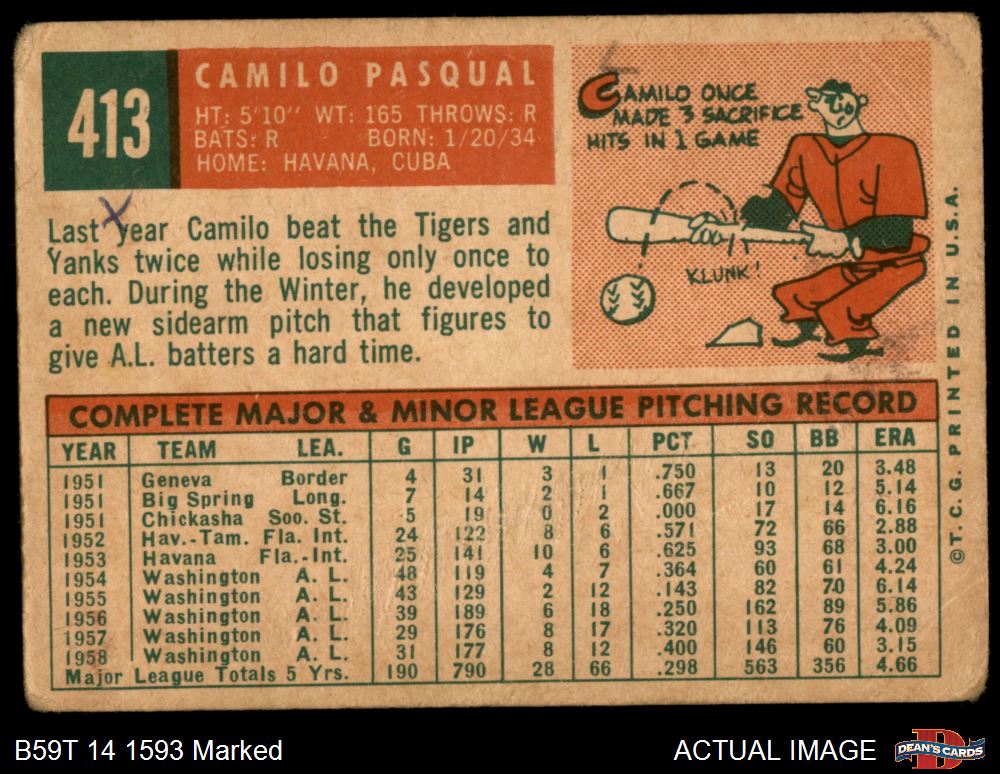 413
CAMILO PASQUAL
HT: 5'10" WT: 165 THROWS: R
BATS: R BORN: 1/20/34
HOME: HAVANA, CUBA
CAMILO ONCE
MADE 3 SACRIFICE
HITS IN 1 GAME
KLUNK!
Last year Camilo beat the Tigers and
Yanks twice while losing only once to
each. During the Winter, he developed
a new sidearm pitch that figures to
give A.L. batters a hard time.
COMPLETE MAJOR & MINOR LEAGUE PITCHING RECORD
YEAR TEAM LEA. G IP W L PCT SO BB ERA
1951 Geneva Border 4 31 3 1 .750 13 20 3.48
1951 Big Spring Long. 7 14 2 1 .667 10 12 5.14
1951 Chickasha Soo. St. 5 19 0 2 .000 17 14 6.16
1952 Hav.-Tam. Fla. Int. 24 122 8 6 .571 72 66 2.88
1953 Havana Fla.-Int. 25 141 10 6 .625 93 68 3.00
1954 Washington A. L. 48 119 4 7 .364 60 61 4.24
1955 Washington A. L. 43 129 2 12 .143 82 70 6.14
1956 Washington A. L. 39 189 6 18 .250 162 89 5.86
1957 Washington A. L. 29 176 8 17 .320 113 76 4.09
1958 Washington A. L. 31 177 8 12 .400 146 60 3.15
Major League Totals 5 Yrs. 190 790 28 66 .298 563 356 4.66
©T.C.G. PRINTED IN U.S.A.
B59T 14 1593 Marked
ACTUAL IMAGE
DEAN'S CARDS